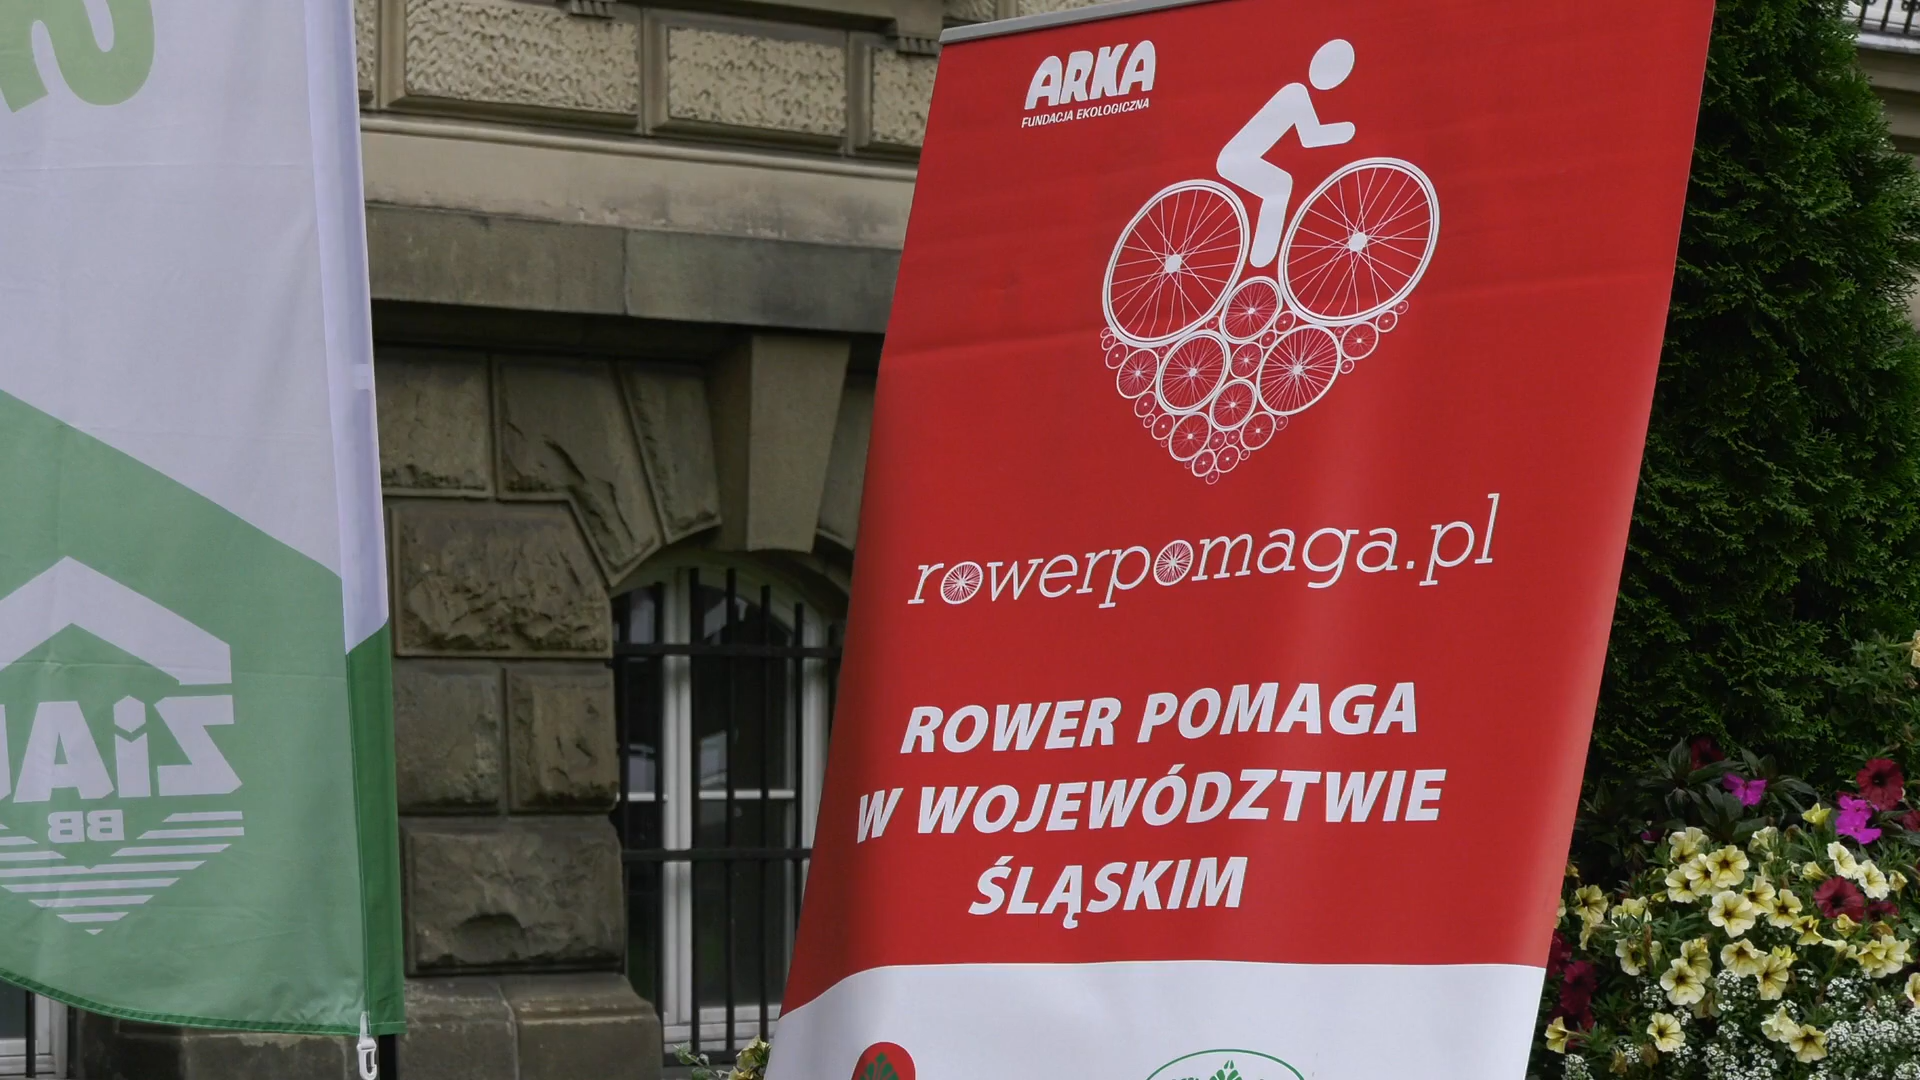 ARKA
FUNDACJA EKOLOGICZNA
rowerpomaga.pl
ROWER POMAGA
W WOJEWÓDZTWIE
ŚLĄSKIM
BB